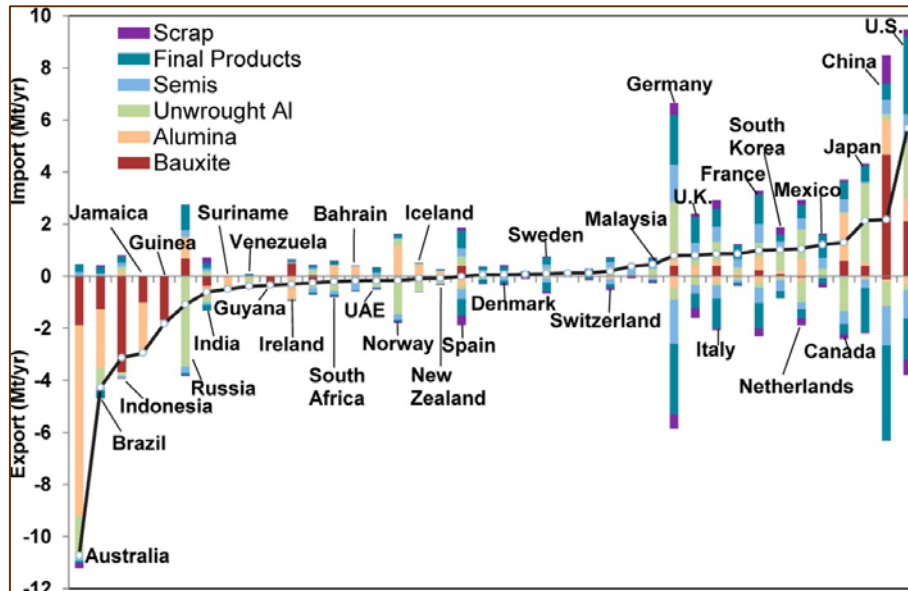 Import (Mt/yr)
Export (Mt/yr)
10
8
6
4
2
0
-2
-4
-6
-8
-10
-12
Scrap
Final Products
Semis
Unwrought Al
Alumina
Bauxite
Jamaica
Suriname
Guinea
Venezuela
Bahrain
Iceland
Sweden
Malaysia
Germany
U.K.
France
South
Korea
Mexico
Japan
China
U.S.
Australia
Brazil
Indonesia
Russia
India
Guyana
Ireland
South
Africa
UAE
Norway
New
Zealand
Spain
Denmark
Switzerland
Italy
Netherlands
Canada